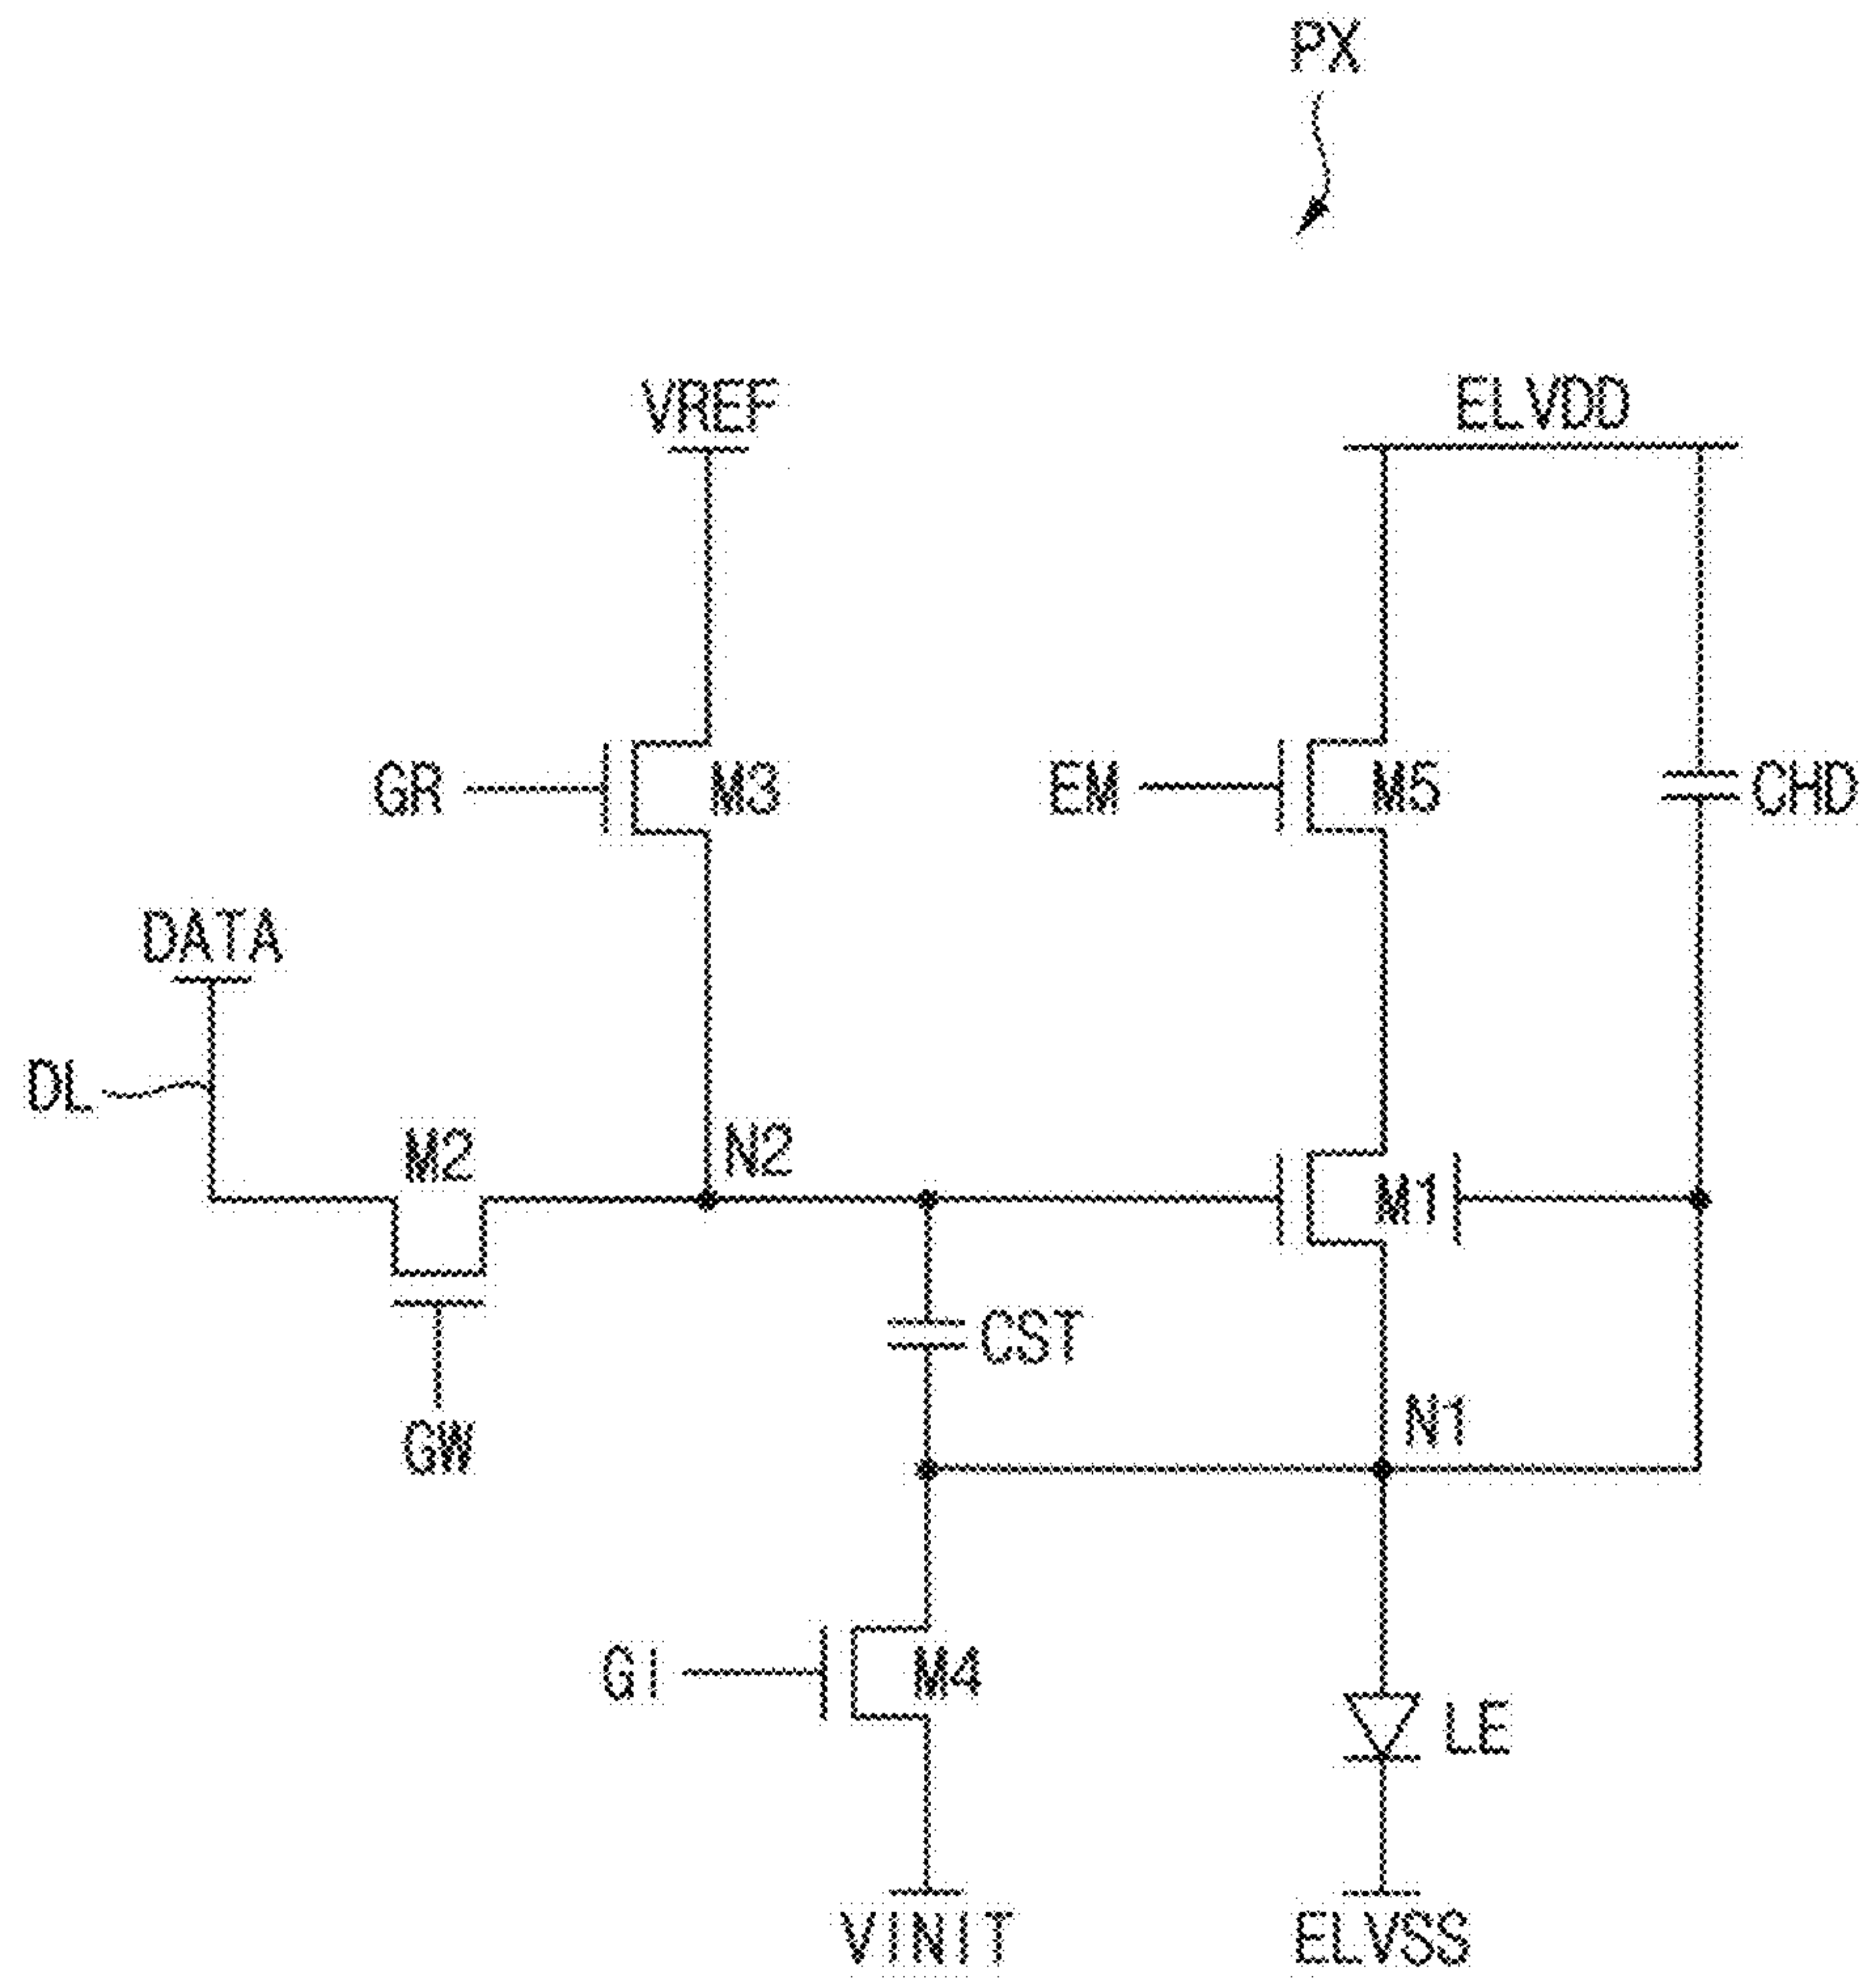 PX
VREF
ELVDD
GR
M3
EM
M5
CHD
DATA
DL
M2
N2
M1
CST
GW
N1
GI
M4
LE
VINIT
ELVSS